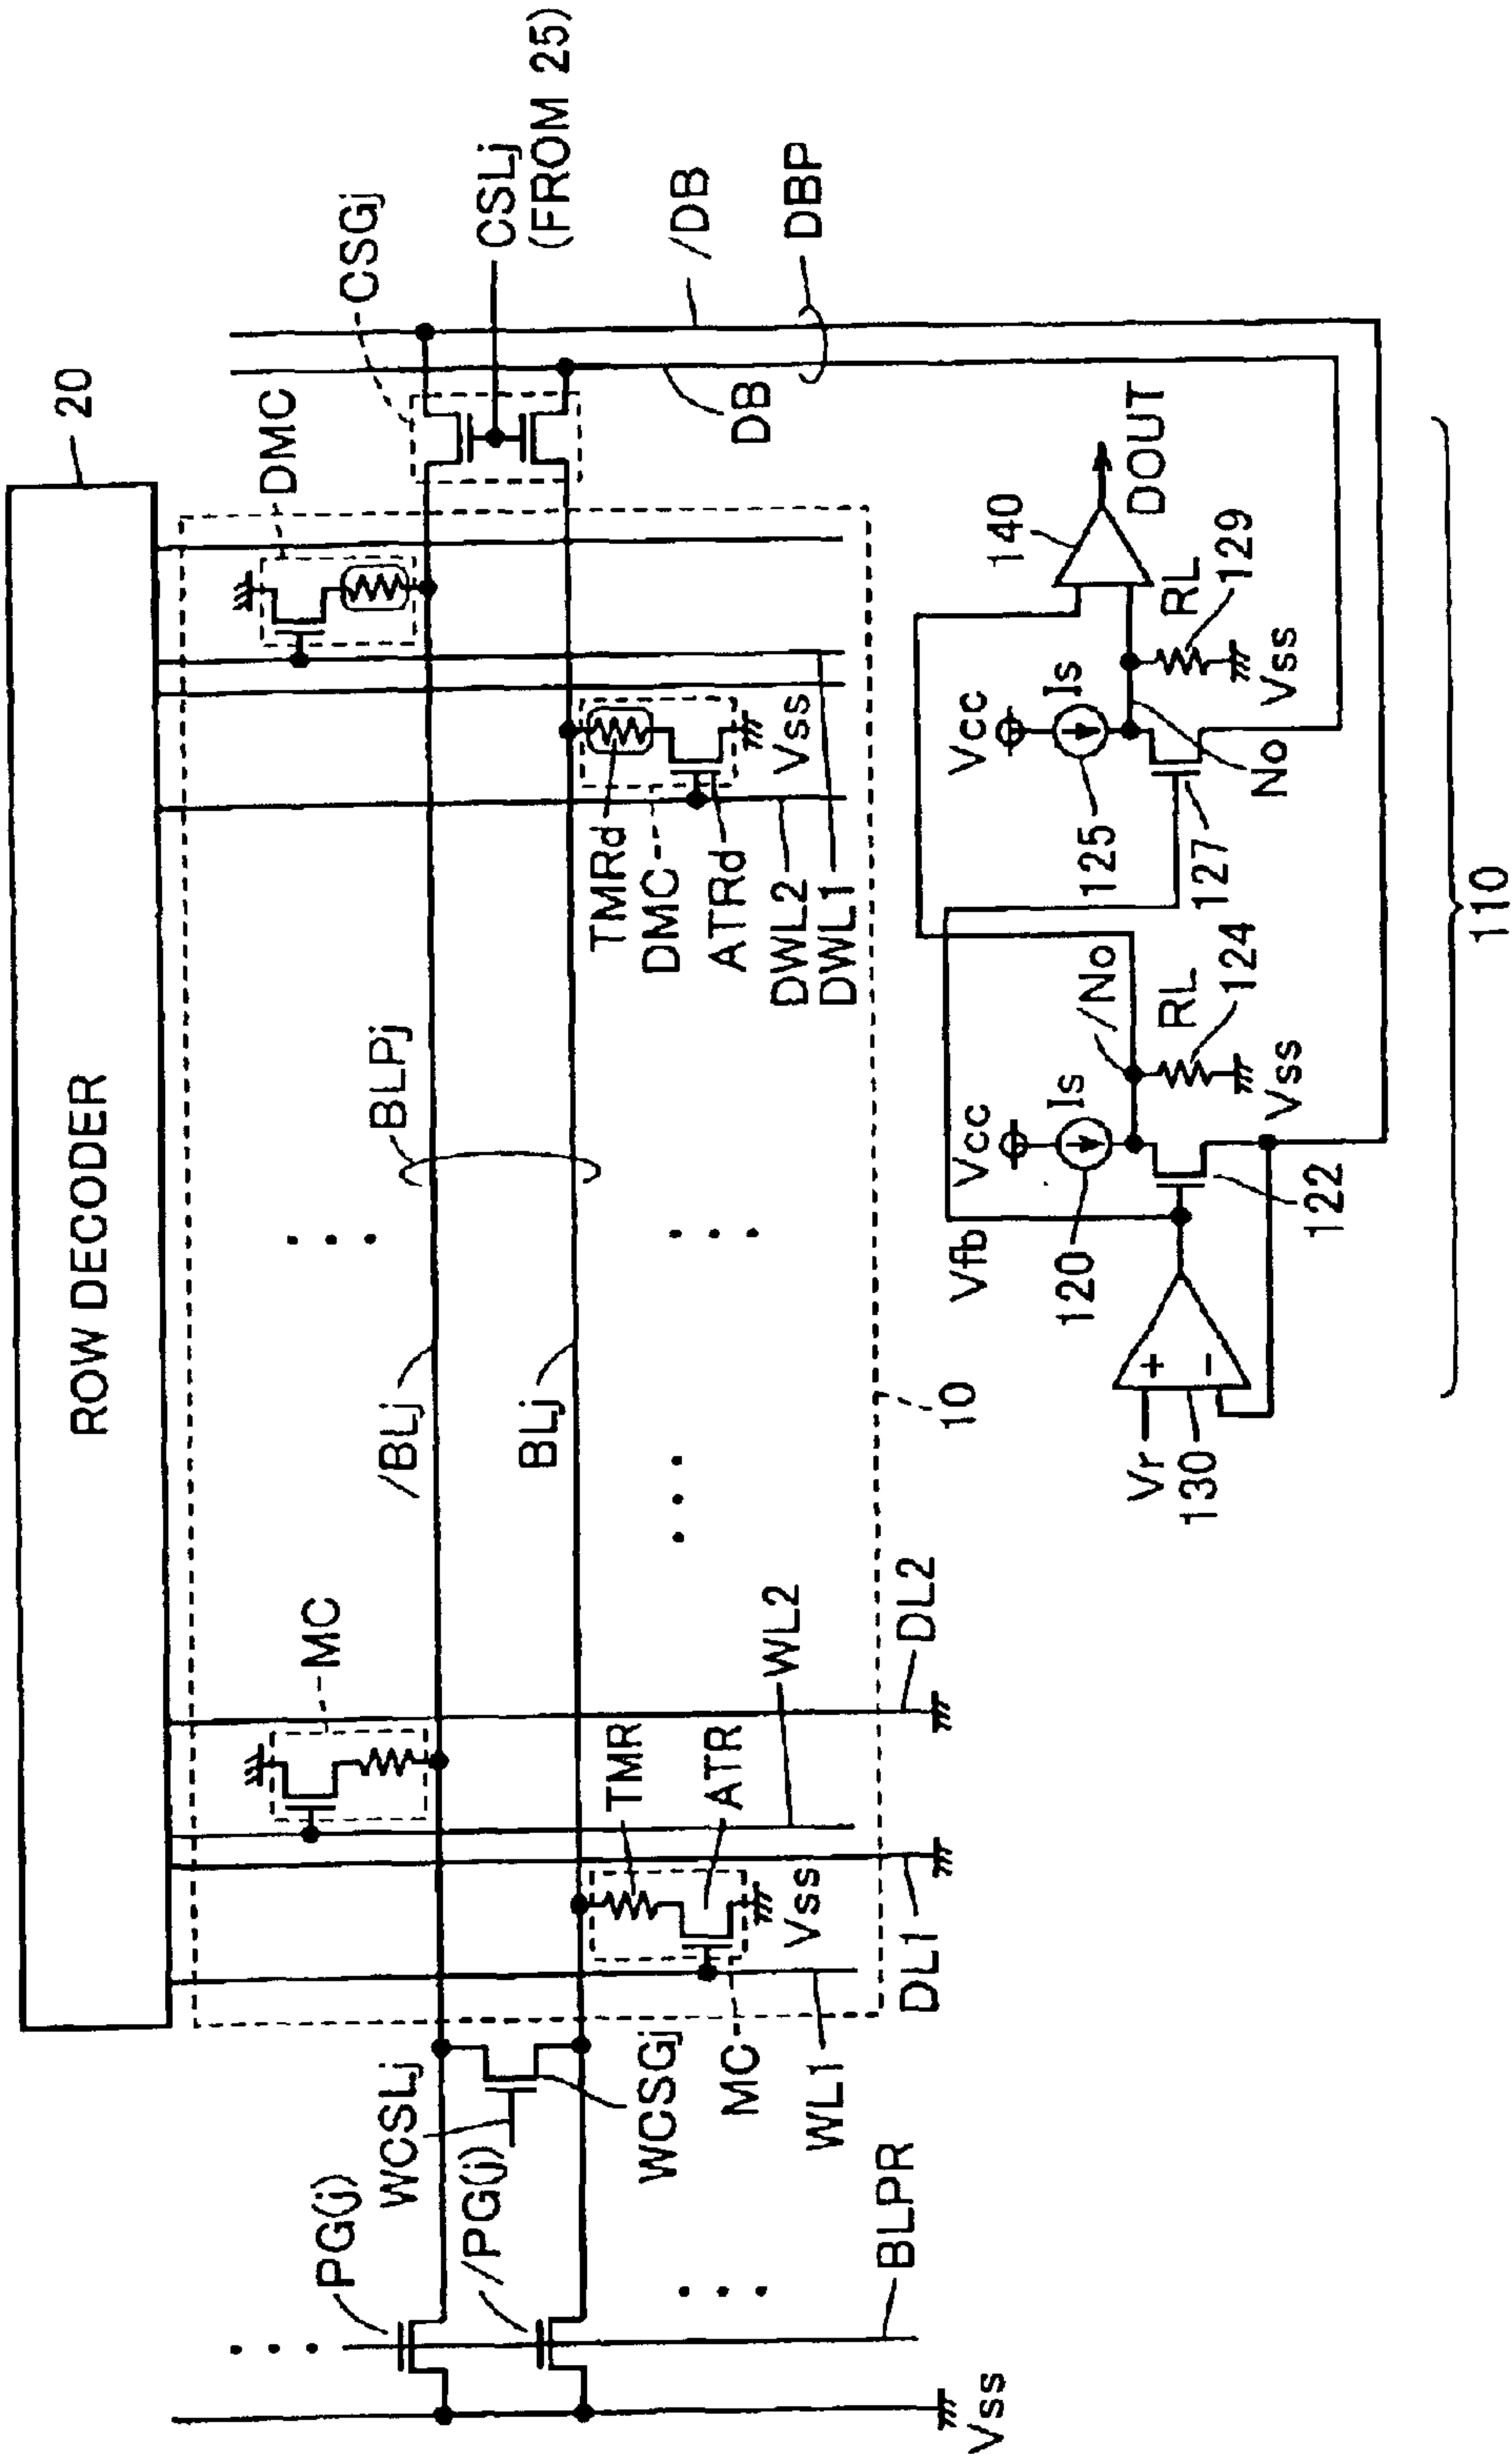 ROW DECODER
20
DMC
CSGj
CSLj
(FROM 25)
/DB
DBP
DB
PG(j)
WCSLj
/PG(j)
WCSGj
MC
WL1
BLPR
Vss
MC
/BLj
BLj
BLPj
TMR
ATR
Vss
WL2
DL1
DL2
10
TMRd
DMC
ATRd
Vss
DWL2
DWL1
Vr
130
+
-
Vfb
Vcc
Is
120
122
/No
RL
124
Vss
Vcc
Is
125
127
No
RL
129
Vss
140
DOUT
110